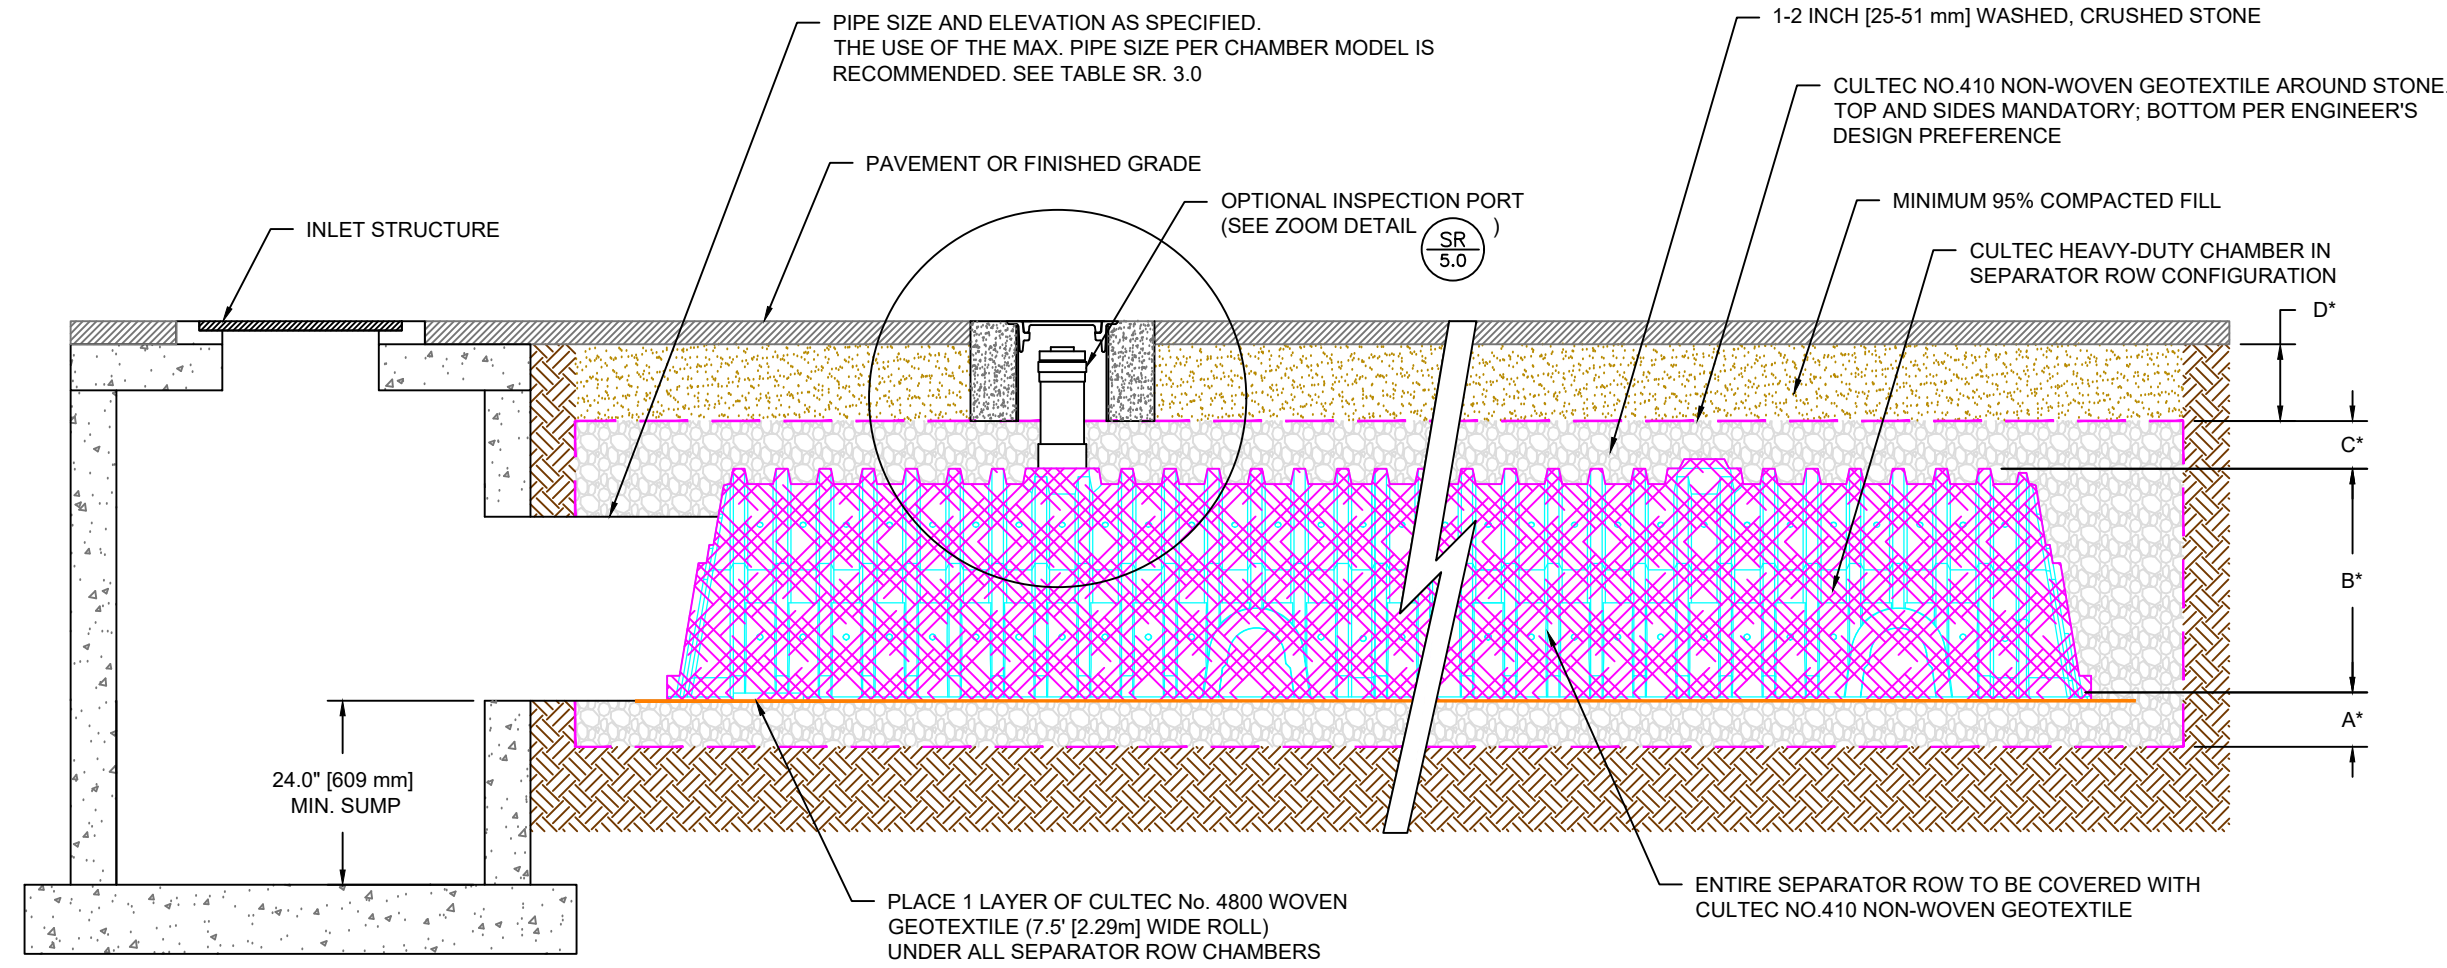 PIPE SIZE AND ELEVATION AS SPECIFIED.
THE USE OF THE MAX. PIPE SIZE PER CHAMBER MODEL IS
RECOMMENDED. SEE TABLE SR. 3.0
1-2 INCH [25-51 mm] WASHED, CRUSHED STONE
CULTEC NO.410 NON-WOVEN GEOTEXTILE AROUND STONE.
TOP AND SIDES MANDATORY; BOTTOM PER ENGINEER'S
DESIGN PREFERENCE
PAVEMENT OR FINISHED GRADE
OPTIONAL INSPECTION PORT
(SEE ZOOM DETAIL )
SR
5.0
MINIMUM 95% COMPACTED FILL
INLET STRUCTURE
CULTEC HEAVY-DUTY CHAMBER IN
SEPARATOR ROW CONFIGURATION
D*
C*
B*
A*
24.0" [609 mm]
MIN. SUMP
PLACE 1 LAYER OF CULTEC No. 4800 WOVEN
GEOTEXTILE (7.5' [2.29m] WIDE ROLL)
UNDER ALL SEPARATOR ROW CHAMBERS
ENTIRE SEPARATOR ROW TO BE COVERED WITH
CULTEC NO.410 NON-WOVEN GEOTEXTILE